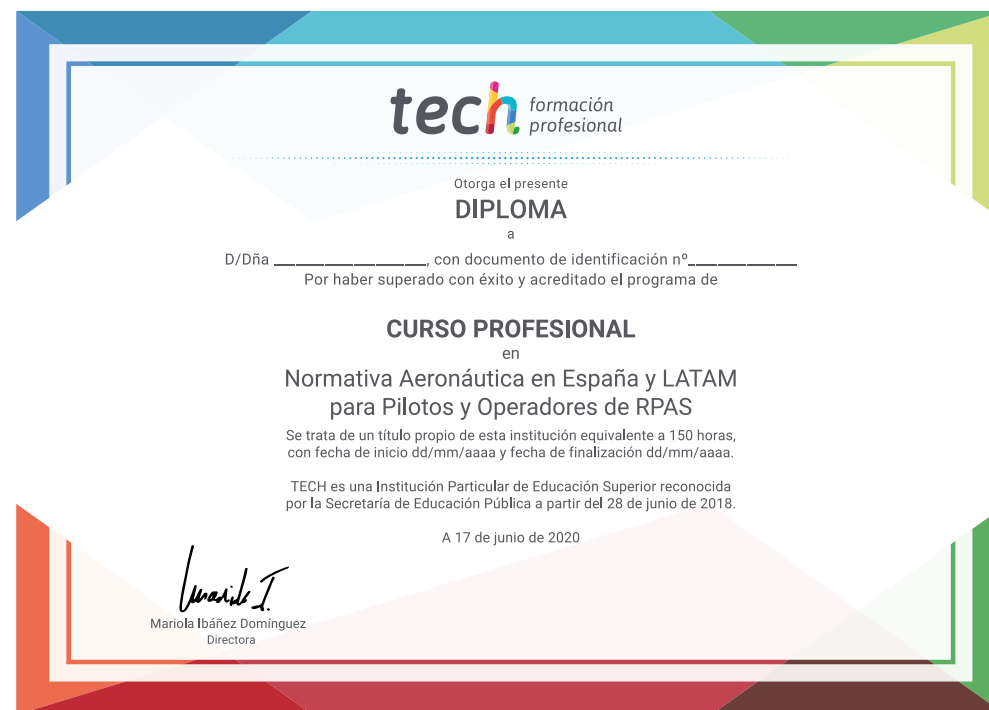 tech formación
profesional
Otorga el presente
DIPLOMA
a
D/Dña ________________, con documento de identificación nº___________
Por haber superado con éxito y acreditado el programa de
CURSO PROFESIONAL
en
Normativa Aeronáutica en España y LATAM
para Pilotos y Operadores de RPAS
Se trata de un título propio de esta institución equivalente a 150 horas,
con fecha de inicio dd/mm/aaaa y fecha de finalización dd/mm/aaaa.
TECH es una Institución Particular de Educación Superior reconocida
por la Secretaría de Educación Pública a partir del 28 de junio de 2018.
A 17 de junio de 2020
Mariola Ibáñez Domínguez
Directora